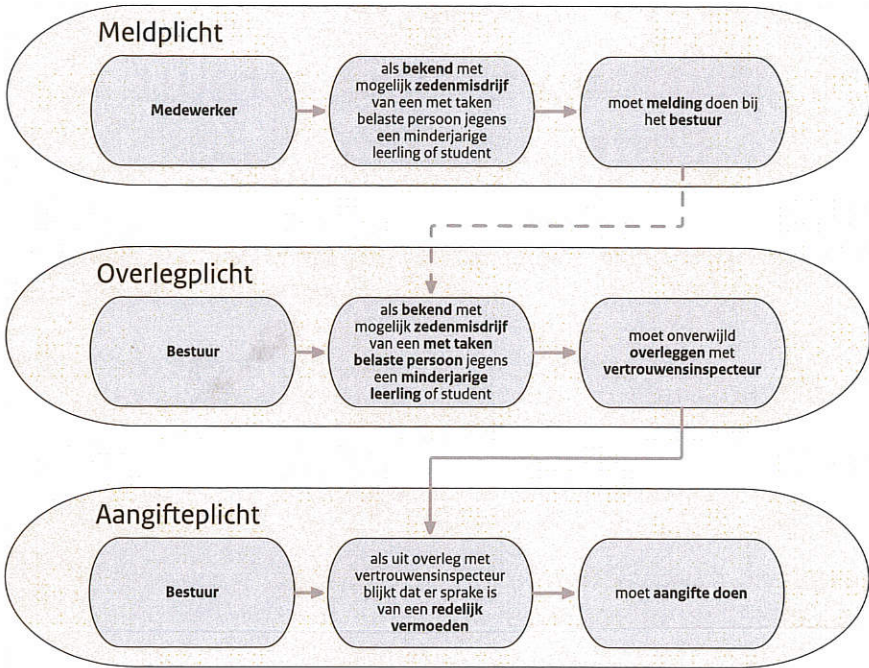 Meldplicht
Medewerker
als bekend met
mogelijk zedenmisdrijf
van een met taken
belaste persoon jegens
een minderjarige
leerling of student
moet melding doen bij
het bestuur
Overlegplicht
Bestuur
als bekend met
mogelijk zedenmisdrijf
van een met taken
belaste persoon jegens
een minderjarige
leerling of student
moet onverwijld
overleggen met
vertrouwensinspecteur
Aangifteplicht
Bestuur
als uit overleg met
vertrouwensinspecteur
blijkt dat er sprake is
van een redelijk
vermoeden
moet aangifte doen